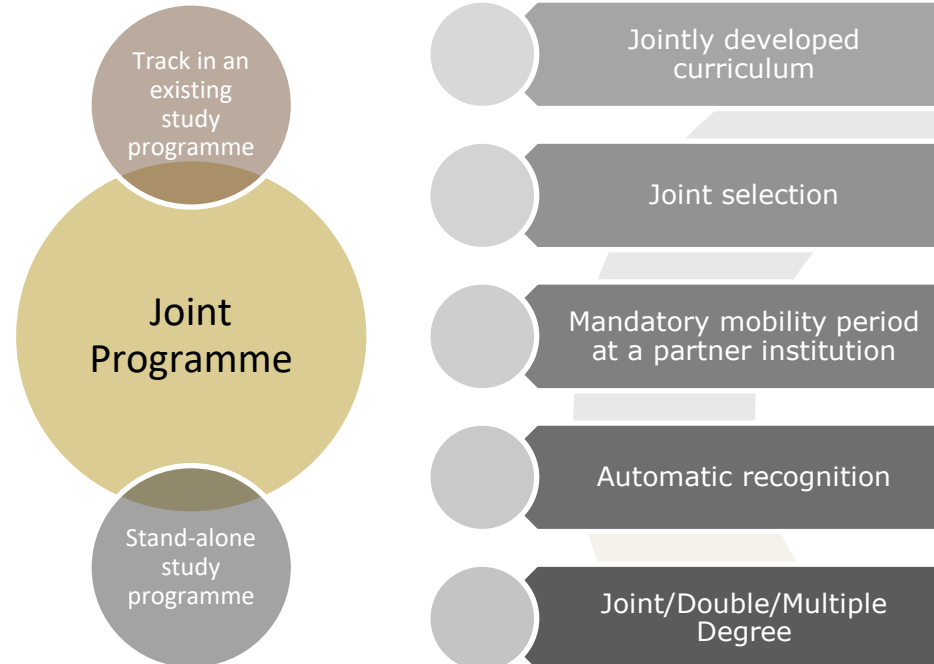 Track in an
existing
study
programme
Joint
Programme
Stand-alone
study
programme
Jointly developed
curriculum
Joint selection
Mandatory mobility period
at a partner institution
Automatic recognition
Joint/Double/Multiple
Degree